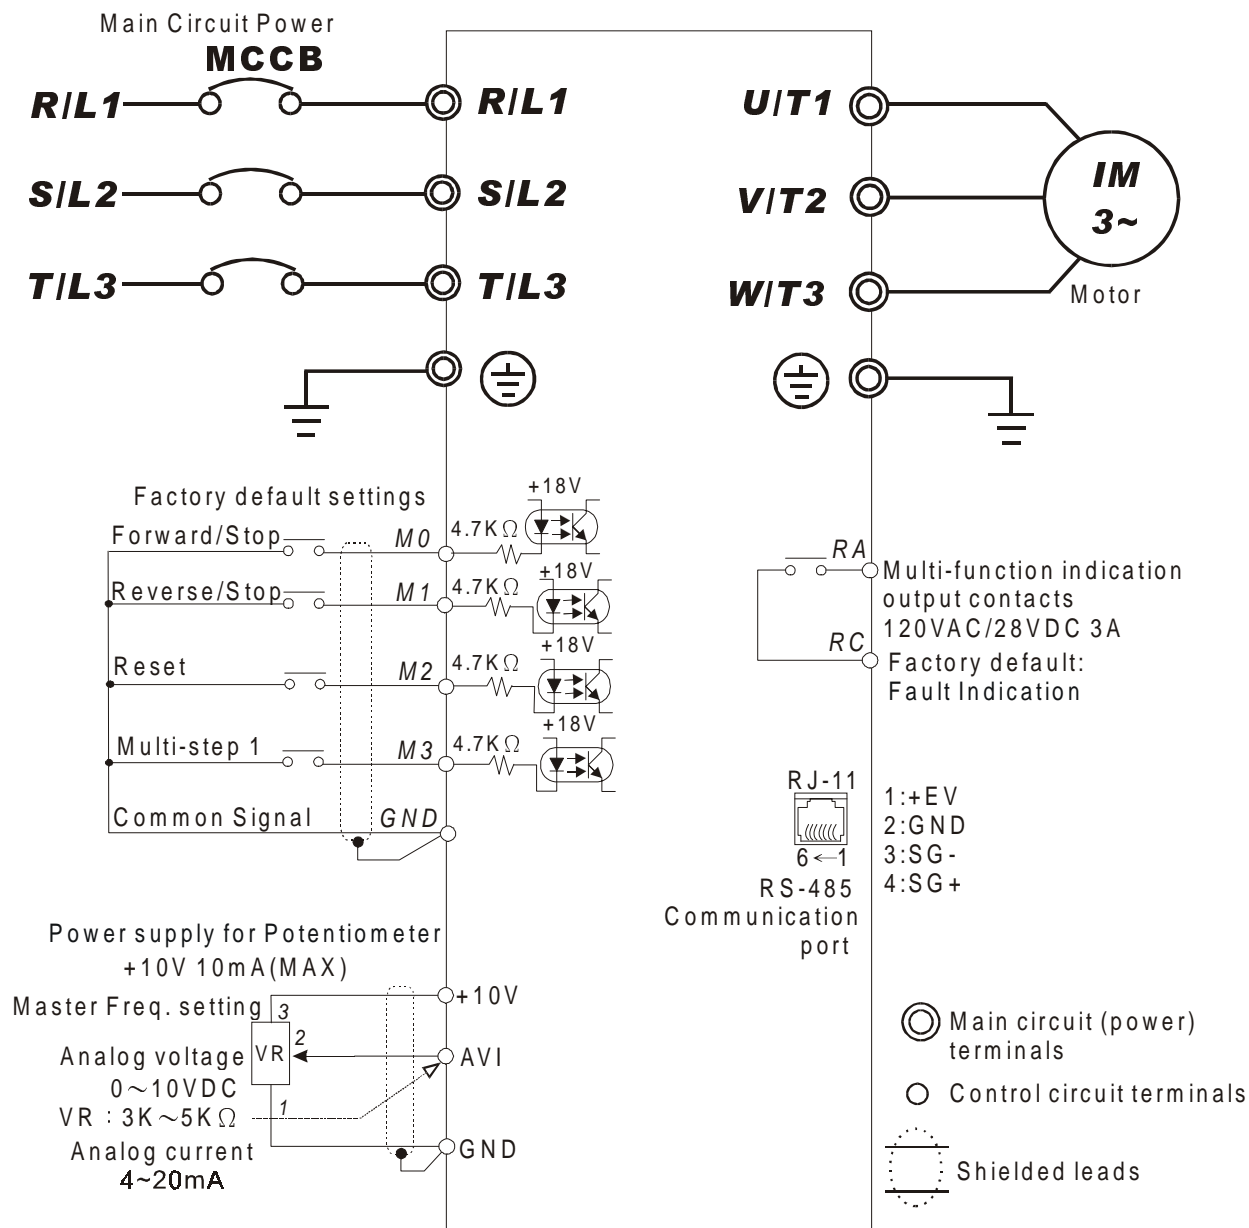 Main Circuit Power
MCCB
R/L1
R/L1
U/T1
S/L2
S/L2
V/T2
IM
3~
T/L3
T/L3
W/T3
Motor
Factory default settings
+18V
Forward/Stop
M0
4.7KΩ
+18V
Reverse/Stop
M1
4.7KΩ
+18V
Reset
M2
4.7KΩ
+18V
Multi-step 1
M3
4.7KΩ
Common Signal
GND
RA
Multi-function indication
output contacts
120VAC/28VDC 3A
RC
Factory default:
Fault Indication
RJ-11
6←1
1:+EV
2:GND
3:SG-
4:SG+
RS-485
Communication
port
Power supply for Potentiometer
+10V 10mA(MAX)
+10V
Master Freq. setting
3
2
VR
Analog voltage
AVI
0~10VDC
VR : 3K~5KΩ
1
Analog current
GND
4~20mA
Main circuit (power)
terminals
Control circuit terminals
Shielded leads